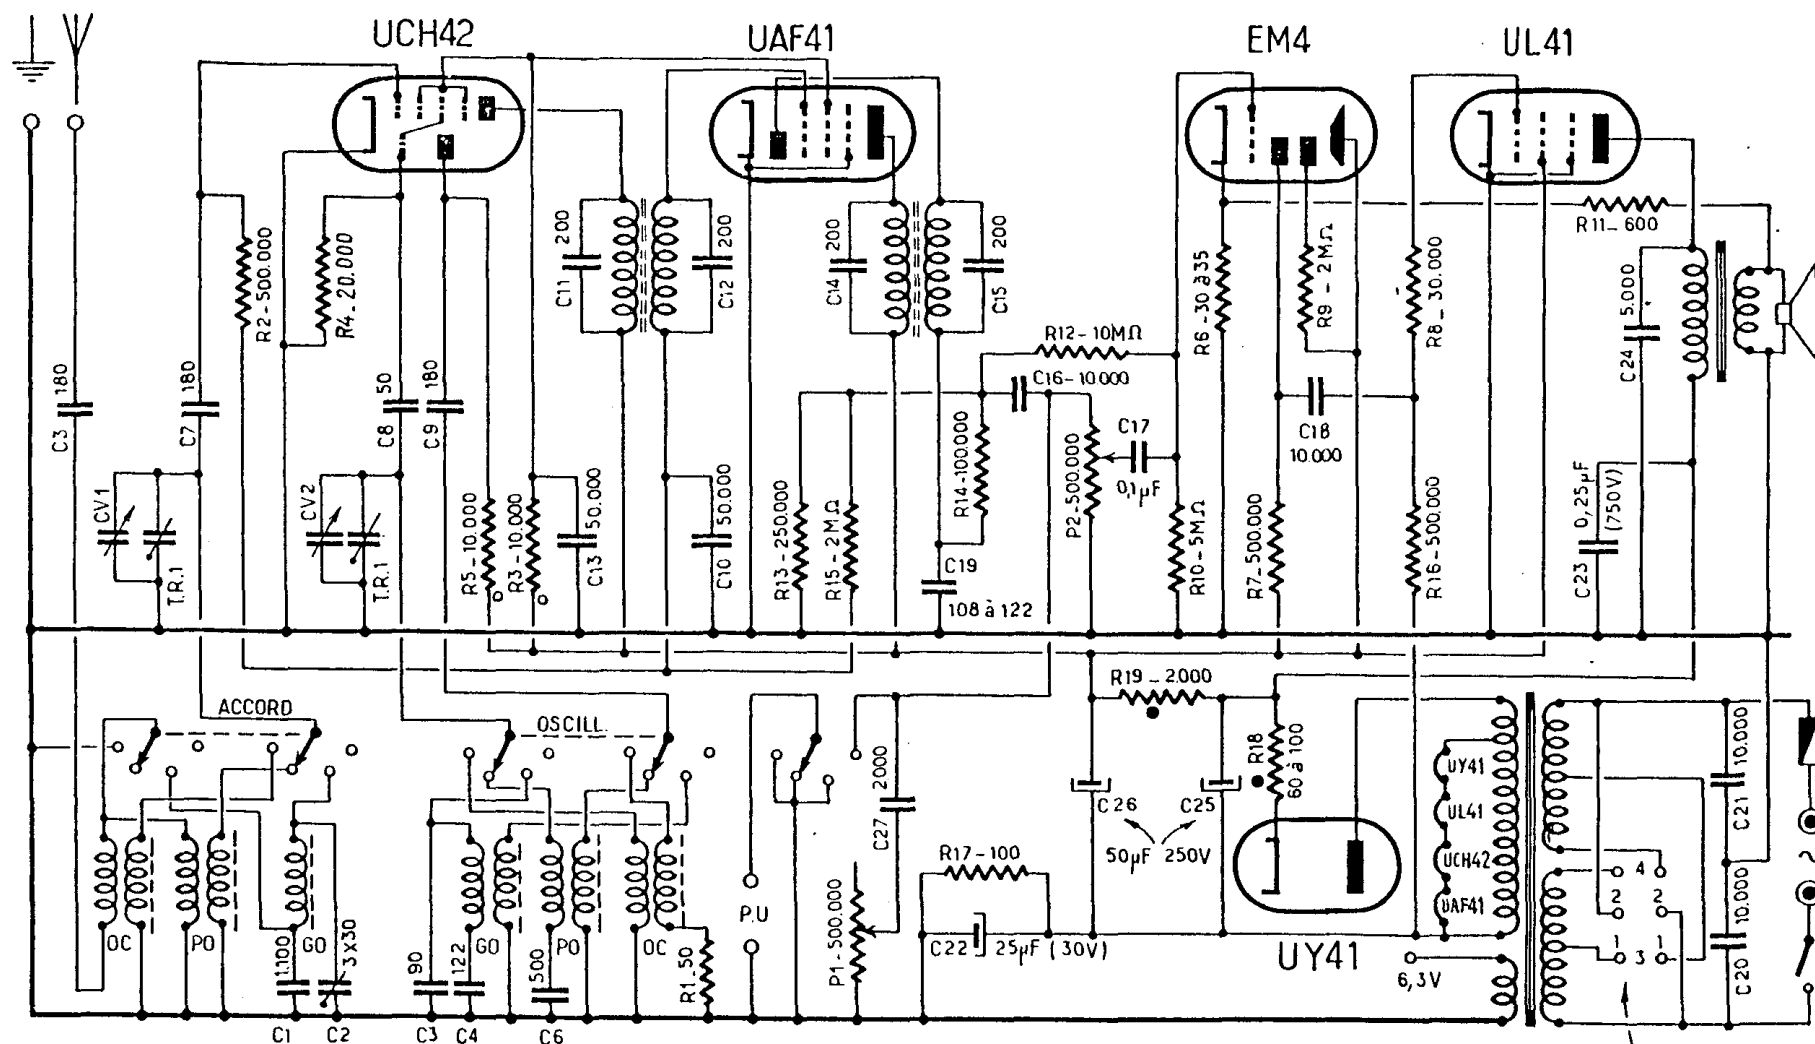 UCH42
UAF41
EM4
UL41
R2-500.000
R4_20.000
C11
200
200
C12
C14
200
200
C15
R6-30 à 35
R9-2MΩ
R8_30.000
R11_600
C24
5.000
C3
180
C7
180
C8
50
C9
180
R12-10MΩ
C16-10.000
C17
0,1µF
C18
10.000
CV1
T.R.1
CV2
T.R.1
R5-10.000
R3-10.000
C13
50.000
C10
50.000
R13-250.000
R15-2MΩ
R14-100.000
C19
108 à 122
P2-500.000
R10-5MΩ
R7-500.000
R16-500.000
C23
0,25µF
(750V)
ACCORD
OSCILL.
R19_2.000
R18
60 à 100
C26
C25
50µF 250V
C27
2000
UY41
UL41
UCH42
UAF41
C21
10.000
C20
10.000
OC
PO
GO
GO
PO
OC
P.U
P1-500.000
R17-100
C22
25µF (30V)
UY41
6,3V
4
2
2
1
1
3
~
1.100
3x30
90
122
500
R1_50
C1
C2
C3
C4
C6